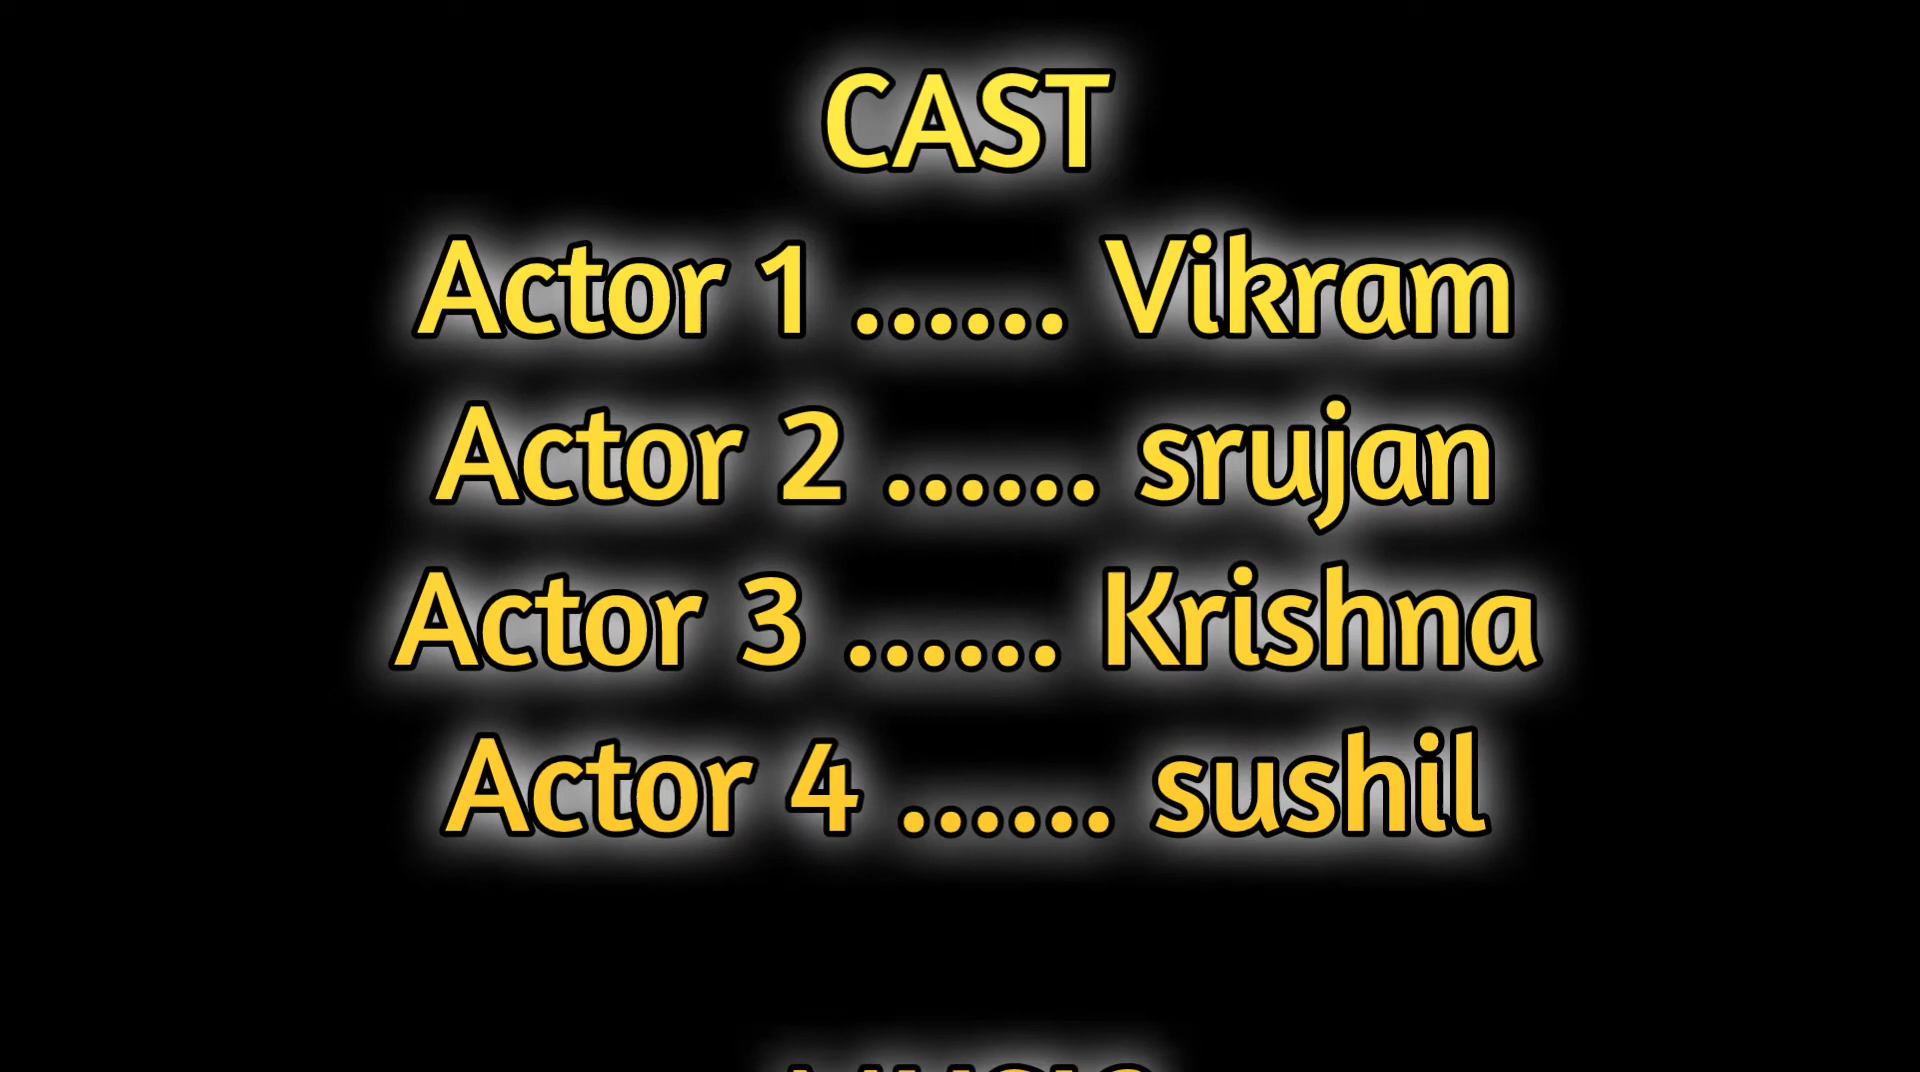 CAST
Actor 1 ...... Vikram
Actor 2 ...... srujan
Actor 3 ...... Krishna
Actor 4 ...... sushil